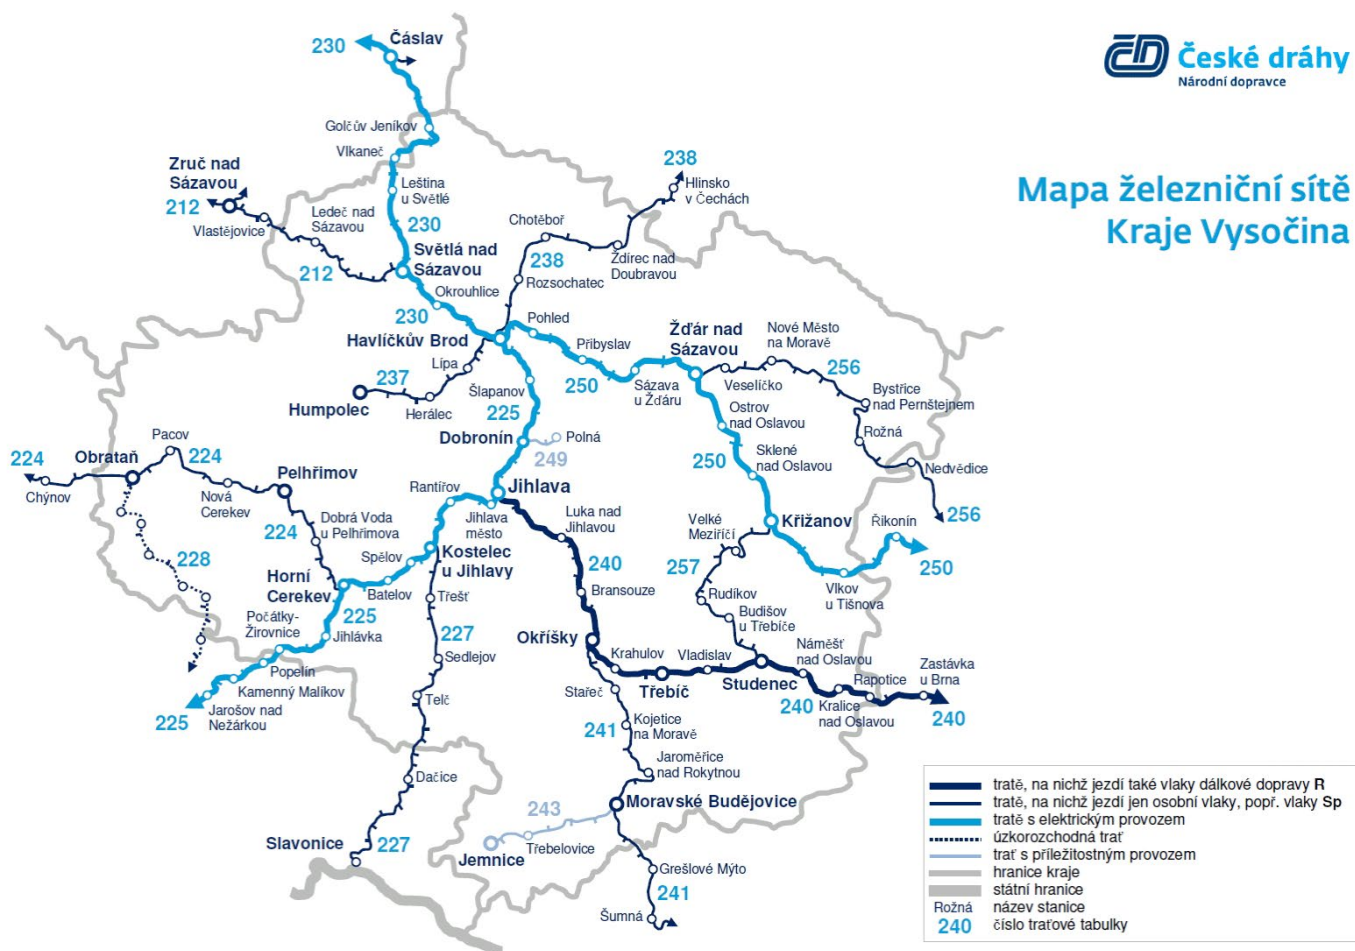 230
Čáslav
ČD České dráhy
Národní dopravce
Mapa železniční sítě
Kraje Vysočina
Golčův Jeníkov
Vlkaneč
Zruč nad
Sázavou
212
Vlastějovice
Ledeč nad
Sázavou
212
Leština
u Světlé
230
Světlá nad
Sázavou
Okrouhlice
230
238
Hlinsko
v Čechách
Chotěboř
238
Ždírec nad
Doubravou
Rozsochatec
Havlíčkův Brod
Pohled
Přibyslav
250
Sázava
u Žďáru
Žďár nad
Sázavou
Nové Město
na Moravě
256
Veselíčko
Bystřice
nad Pernštejnem
Rožná
Nedvědice
256
Lípa
237
Humpolec
Herálec
Šlapanov
225
Dobronín
Polná
249
Ostrov
nad Oslavou
Sklené
nad Oslavou
250
Křižanov
Říkonín
250
Vlkov
u Tišnova
Pacov
224
Obrataň
224
Chýnov
Nová
Cerekev
Pelhřimov
224
Dobrá Voda
u Pelhřimova
228
Rantířov
Jihlava
Jihlava
město
Luka nad
Jihlavou
Kostelec
u Jihlavy
Spělov
Batelov
Horní
Cerekev
225
Počátky-
Žirovnice
Jihlávka
Popelín
Kamenný Malíkov
225
Jarošov nad
Nežárkou
240
Bransouze
Velké
Meziříčí
257
Rudíkov
Budišov
u Třebíče
Třešť
227
Sedlejov
Telč
Dačice
Slavonice
227
Okříšky
Krahulov
Třebíč
Vladislav
Studenec
Náměšť
nad Oslavou
240
Kralice
nad Oslavou
Rapotice
Zastávka
u Brna
240
Stařeč
241
Kojetice
na Moravě
Jaroměřice
nad Rokytnou
Moravské Budějovice
243
Jemnice
Třebelovice
Grešlové Mýto
241
Šumná
tratě, na nichž jezdí také vlaky dálkové dopravy R
tratě, na nichž jezdí jen osobní vlaky, popř. vlaky Sp
tratě s elektrickým provozem
úzkorozchodná trať
trať s příležitostným provozem
hranice kraje
státní hranice
Rožná název stanice
240 číslo traťové tabulky